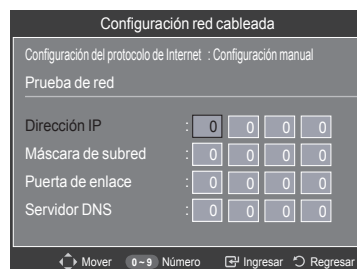 Configuración red cableada
Configuración del protocolo de Internet : Configuración manual
Prueba de red
Dirección IP : 0 0 0 0
Máscara de subred : 0 0 0 0
Puerta de enlace : 0 0 0 0
Servidor DNS : 0 0 0 0
Mover 0~9 Número Ingresar Regresar